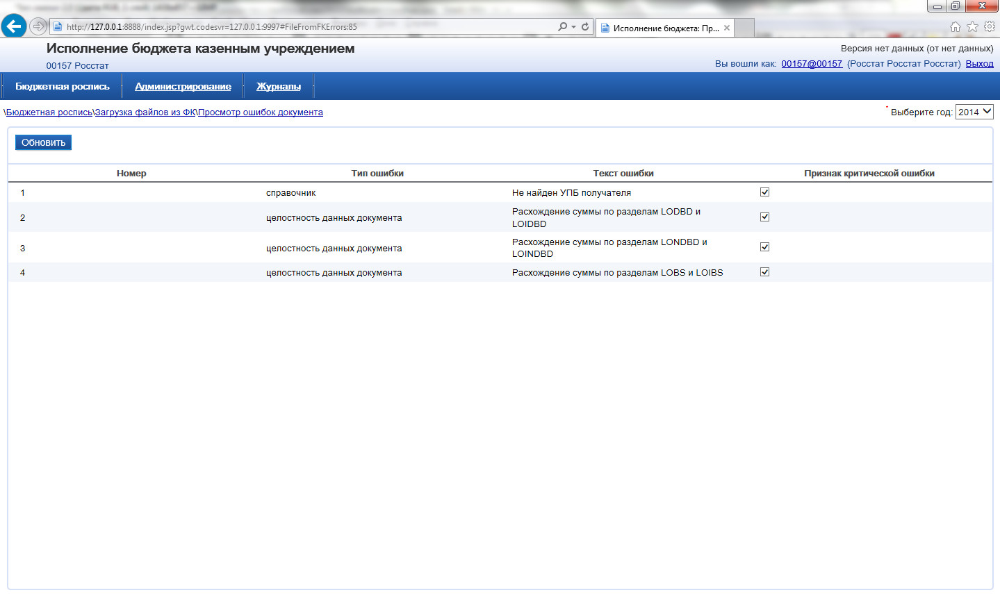 http://127.0.0.1:8888/index.jsp?gwt.codesvr=127.0.0.1:9997#FileFromFKErrors:85
Исполнение бюджета: Пр...
Исполнение бюджета казенным учреждением
Версия нет данных (от нет данных)
00157 Росстат
Вы вошли как: 00157@00157 (Росстат Росстат Росстат) Выход
Бюджетная роспись Администрирование Журналы
\Бюджетная роспись\Загрузка файлов из ФК\Просмотр ошибок документа
* Выберите год: 2014
Обновить
Номер Тип ошибки Текст ошибки Признак критической ошибки
1 справочник Не найден УПБ получателя
2 целостность данных документа Расхождение суммы по разделам LODBD и
LOIDBD
3 целостность данных документа Расхождение суммы по разделам LONDBD и
LOINDBD
4 целостность данных документа Расхождение суммы по разделам LOBS и LOIBS